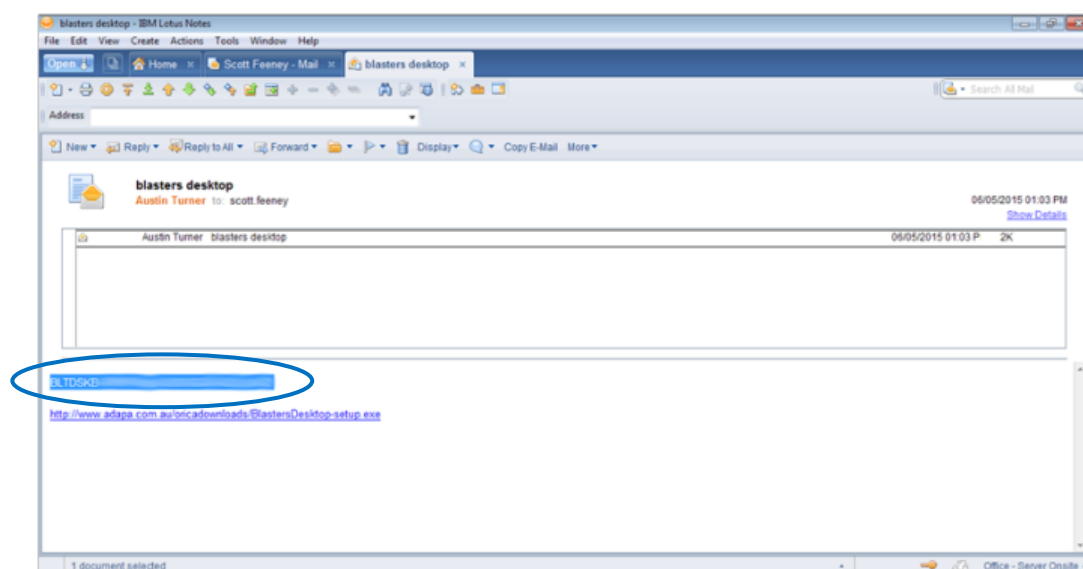 blasters desktop - IBM Lotus Notes
File Edit View Create Actions Tools Window Help
Open Home × Scott Feeney - Mail × blasters desktop ×
Search All Mail
Address
New Reply Reply to All Forward Display Copy E-Mail More
blasters desktop
Austin Turner to: scott.feeney
06/05/2015 01:03 PM
Show Details
Austin Turner blasters desktop 06/05/2015 01:03 P 2K
BLTDSKB
http://www.adapa.com.au/oricadownloads/BlastersDesktop-setup.exe
1 document selected Office - Server Onsite